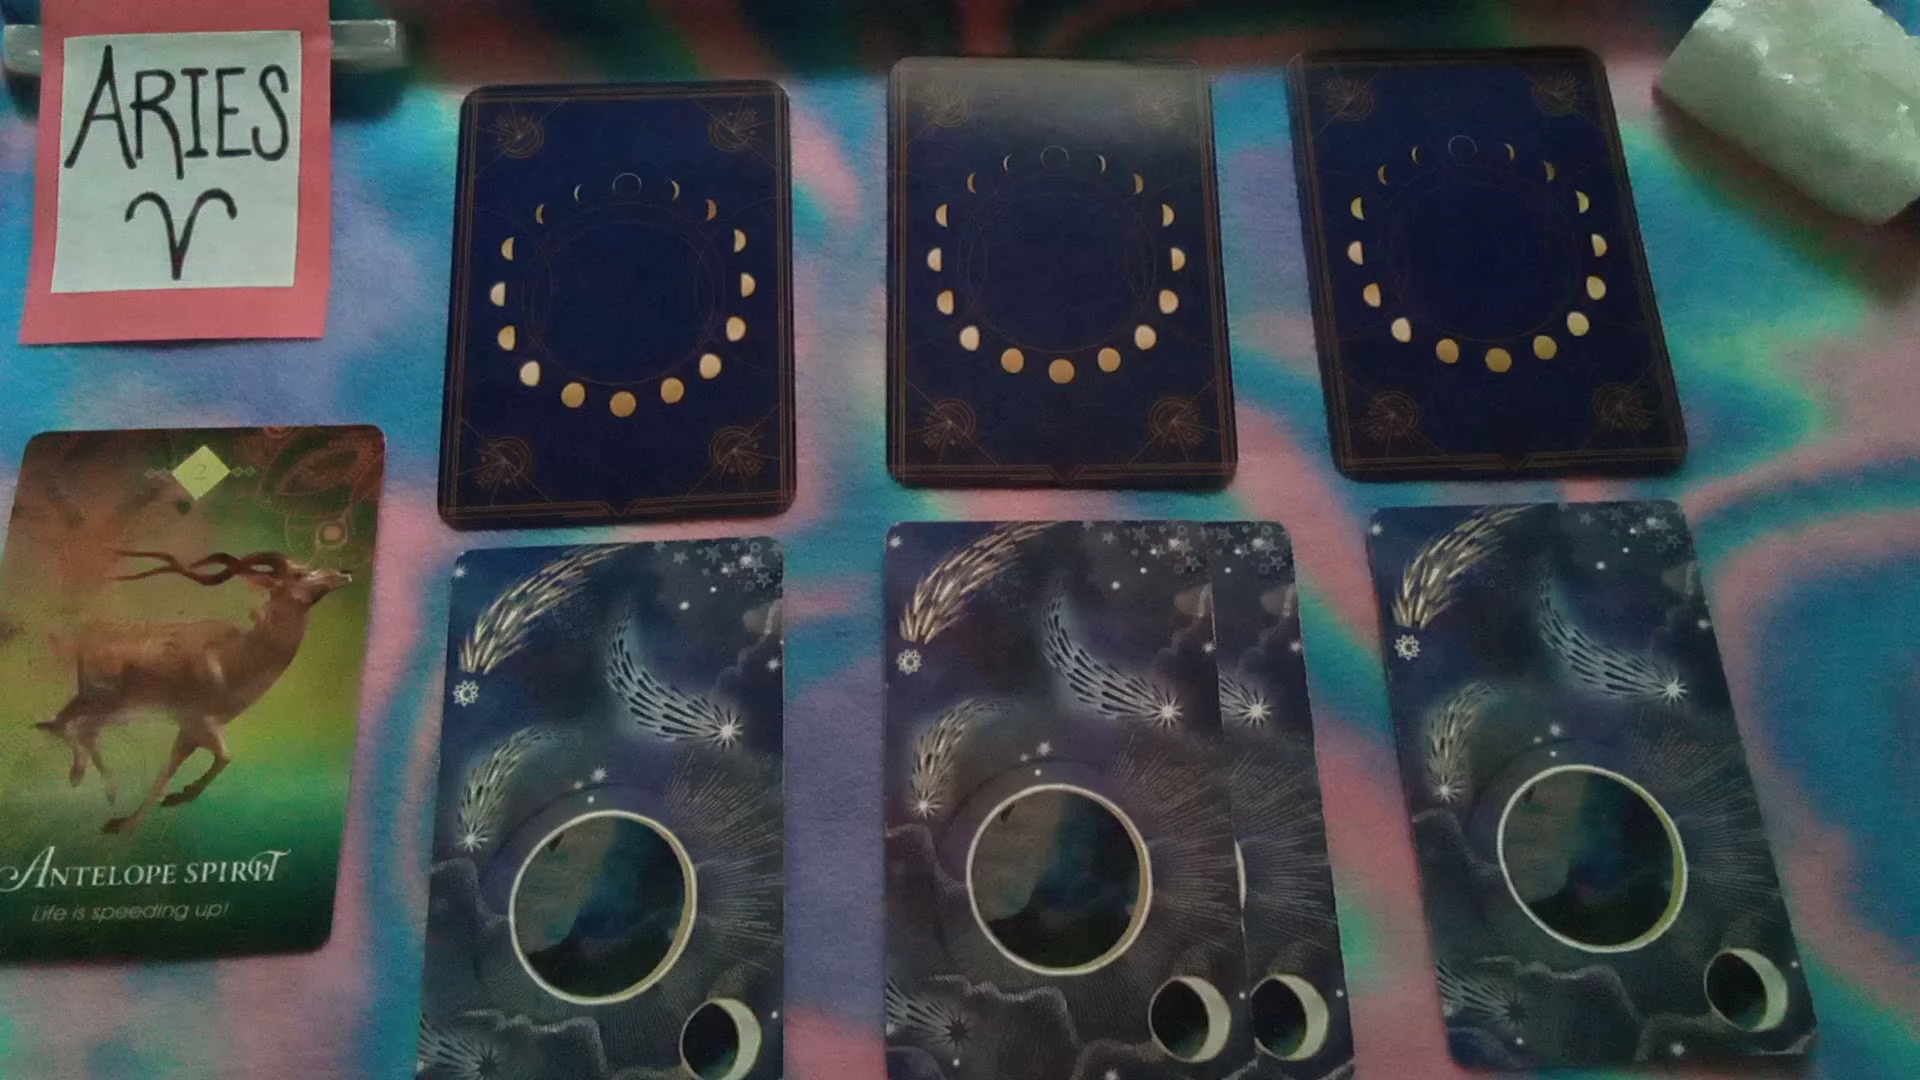 ARIES
♈
2
ANTELOPE SPIRIT
Life is speeding up!